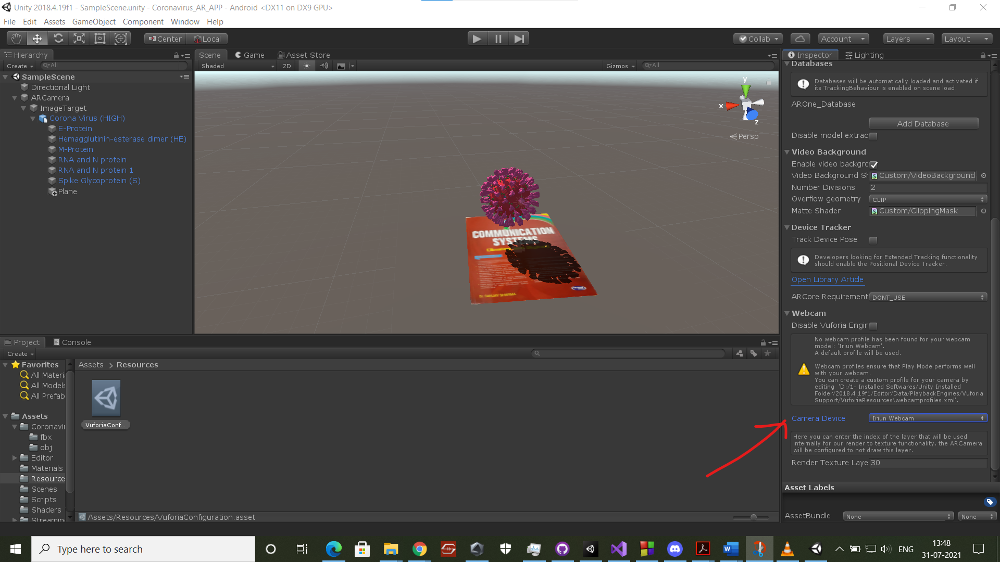 Unity 2018.4.19f1 - SampleScene.unity - Coronavirus_AR_APP - Android <DX11 on DX9 GPU>
File Edit Assets GameObject Component Window Help
Center Local Collab Account Layers Layout
Hierarchy
Create All
SampleScene
Directional Light
ARCamera
ImageTarget
Corona Virus (HIGH)
E-Protein
Hemagglutinin-esterase dimer (HE)
M-Protein
RNA and N protein
RNA and N protein 1
Spike Glycoprotein (S)
Plane
Scene Game Asset Store
Shaded 2D Gizmos All
y
x
z
Persp
COMMUNICATION
SYSTEMS
Dr. SANJAY SHARMA
Inspector Lighting
Databases
Databases will be automatically loaded and activated if
its TrackingBehaviour is enabled on scene load.
AROne_Database
Add Database
Disable model extrac
Video Background
Enable video backgro
Video Background Sh Custom/VideoBackground
Number Divisions 2
Overflow geometry CLIP
Matte Shader Custom/ClippingMask
Device Tracker
Track Device Pose
Developers looking for Extended Tracking functionality
should enable the Positional Device Tracker.
Open Library Article
ARCore Requirement DONT_USE
Webcam
Disable Vuforia Engir
No webcam profile has been found for your webcam
model: 'Iriun Webcam'.
A default profile will be used.
Webcam profiles ensure that Play Mode performs well
with your webcam.
You can create a custom profile for your camera by
editing 'D:/1- Installed Softwares/Unity Installed
Folder/2018.4.19f1/Editor/Data/PlaybackEngines/Vuforia
Support/VuforiaResources\webcamprofiles.xml'.
Camera Device Iriun Webcam
Here you can enter the index of the layer that will be used
internally for our render to texture functionality. the ARCamera
will be configured to not draw this layer.
Render Texture Laye 30
Asset Labels
AssetBundle None None
Project Console
Create
Favorites
All Materia
All Models
All Prefab
Assets
Coronavir
fbx
obj
Editor
Materials
Resource
Scenes
Scripts
Shaders
Streaming
Assets Resources
VuforiaConf...
Assets/Resources/VuforiaConfiguration.asset
Type here to search
ENG
13:48
31-07-2021